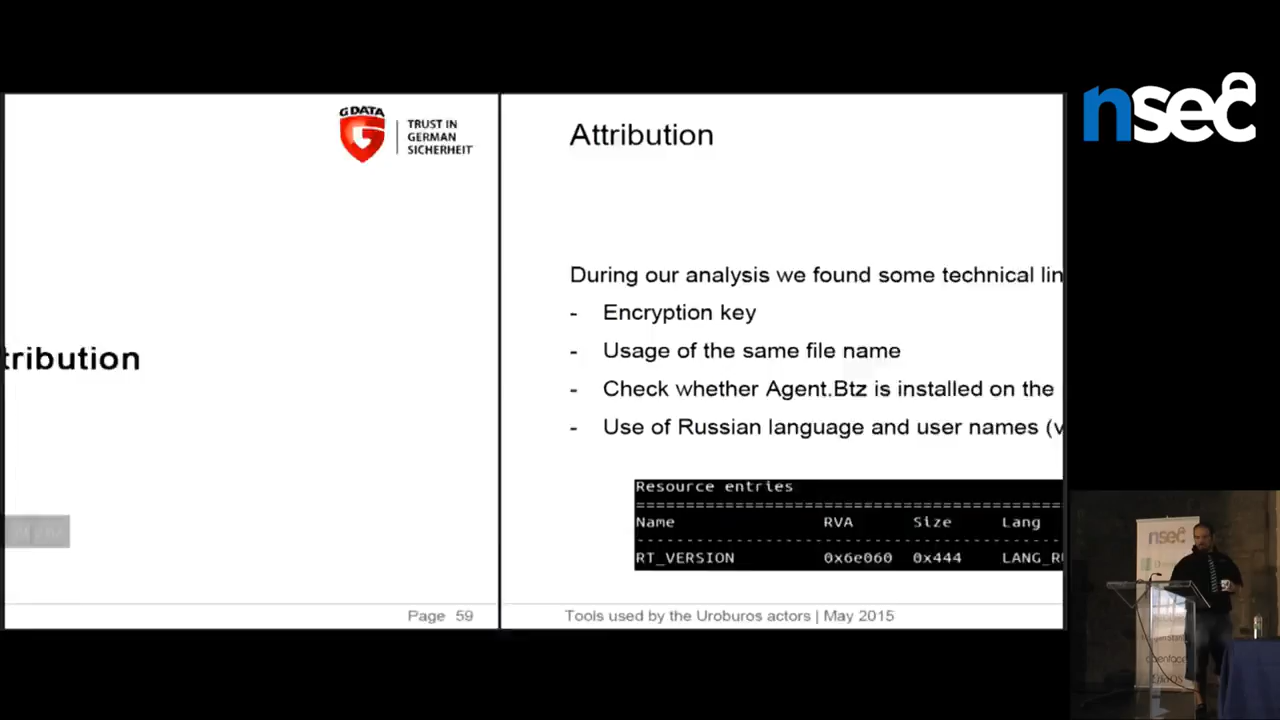 G DATA
TRUST IN
GERMAN
SICHERHEIT
tribution
Page 59
Attribution
During our analysis we found some technical lin
- Encryption key
- Usage of the same file name
- Check whether Agent.Btz is installed on the
- Use of Russian language and user names (v
Resource entries
Name RVA Size Lang
RT_VERSION 0x6e060 0x444 LANG_RU
Tools used by the Uroburos actors | May 2015
nsec
nsec